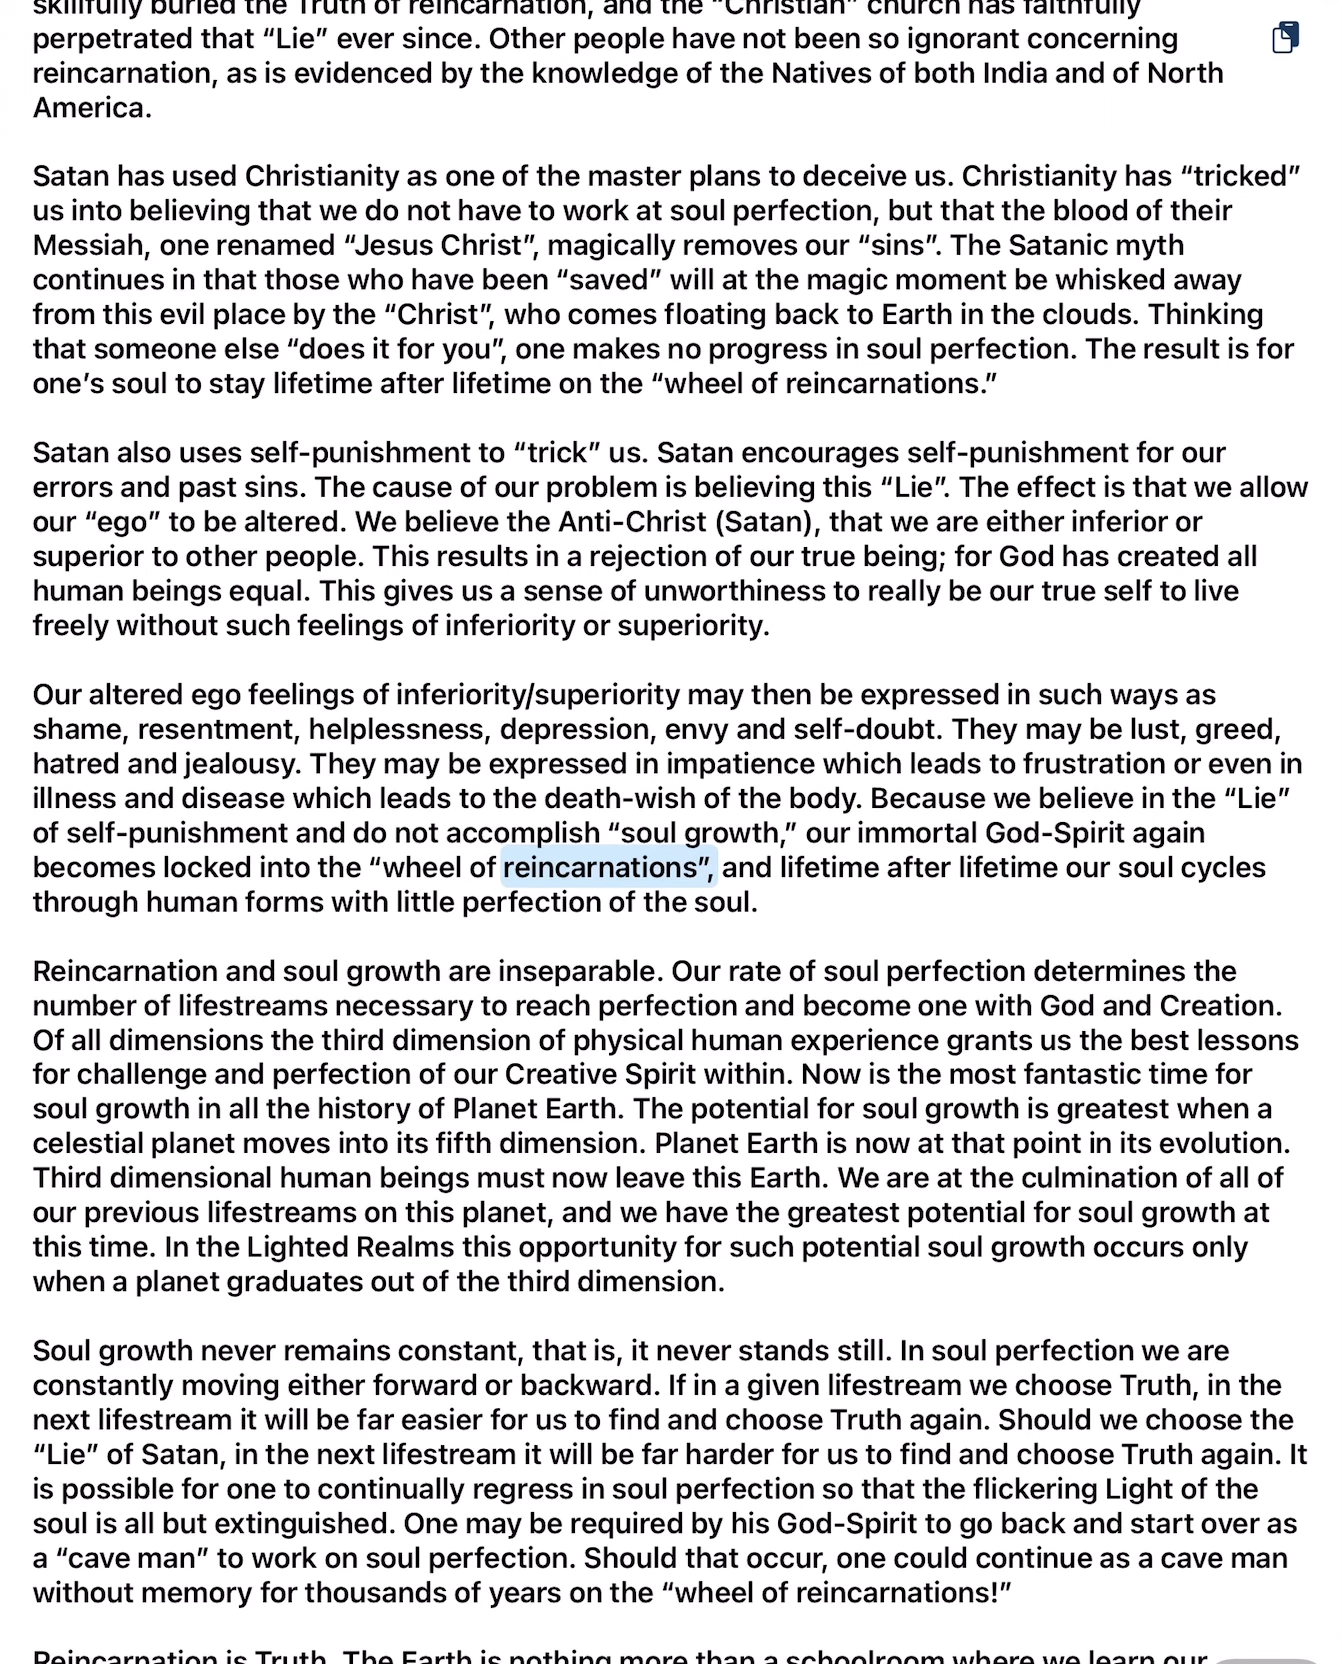 skillfully buried the Truth of reincarnation, and the “Christian” church has faithfully
perpetrated that “Lie” ever since. Other people have not been so ignorant concerning
reincarnation, as is evidenced by the knowledge of the Natives of both India and of North
America.
Satan has used Christianity as one of the master plans to deceive us. Christianity has “tricked”
us into believing that we do not have to work at soul perfection, but that the blood of their
Messiah, one renamed “Jesus Christ”, magically removes our “sins”. The Satanic myth
continues in that those who have been “saved” will at the magic moment be whisked away
from this evil place by the “Christ”, who comes floating back to Earth in the clouds. Thinking
that someone else “does it for you”, one makes no progress in soul perfection. The result is for
one’s soul to stay lifetime after lifetime on the “wheel of reincarnations.”
Satan also uses self-punishment to “trick” us. Satan encourages self-punishment for our
errors and past sins. The cause of our problem is believing this “Lie”. The effect is that we allow
our “ego” to be altered. We believe the Anti-Christ (Satan), that we are either inferior or
superior to other people. This results in a rejection of our true being; for God has created all
human beings equal. This gives us a sense of unworthiness to really be our true self to live
freely without such feelings of inferiority or superiority.
Our altered ego feelings of inferiority/superiority may then be expressed in such ways as
shame, resentment, helplessness, depression, envy and self-doubt. They may be lust, greed,
hatred and jealousy. They may be expressed in impatience which leads to frustration or even in
illness and disease which leads to the death-wish of the body. Because we believe in the “Lie”
of self-punishment and do not accomplish “soul growth,” our immortal God-Spirit again
becomes locked into the “wheel of reincarnations”, and lifetime after lifetime our soul cycles
through human forms with little perfection of the soul.
Reincarnation and soul growth are inseparable. Our rate of soul perfection determines the
number of lifestreams necessary to reach perfection and become one with God and Creation.
Of all dimensions the third dimension of physical human experience grants us the best lessons
for challenge and perfection of our Creative Spirit within. Now is the most fantastic time for
soul growth in all the history of Planet Earth. The potential for soul growth is greatest when a
celestial planet moves into its fifth dimension. Planet Earth is now at that point in its evolution.
Third dimensional human beings must now leave this Earth. We are at the culmination of all of
our previous lifestreams on this planet, and we have the greatest potential for soul growth at
this time. In the Lighted Realms this opportunity for such potential soul growth occurs only
when a planet graduates out of the third dimension.
Soul growth never remains constant, that is, it never stands still. In soul perfection we are
constantly moving either forward or backward. If in a given lifestream we choose Truth, in the
next lifestream it will be far easier for us to find and choose Truth again. Should we choose the
“Lie” of Satan, in the next lifestream it will be far harder for us to find and choose Truth again. It
is possible for one to continually regress in soul perfection so that the flickering Light of the
soul is all but extinguished. One may be required by his God-Spirit to go back and start over as
a “cave man” to work on soul perfection. Should that occur, one could continue as a cave man
without memory for thousands of years on the “wheel of reincarnations!”
Reincarnation is Truth. The Earth is nothing more than a schoolroom where we learn our